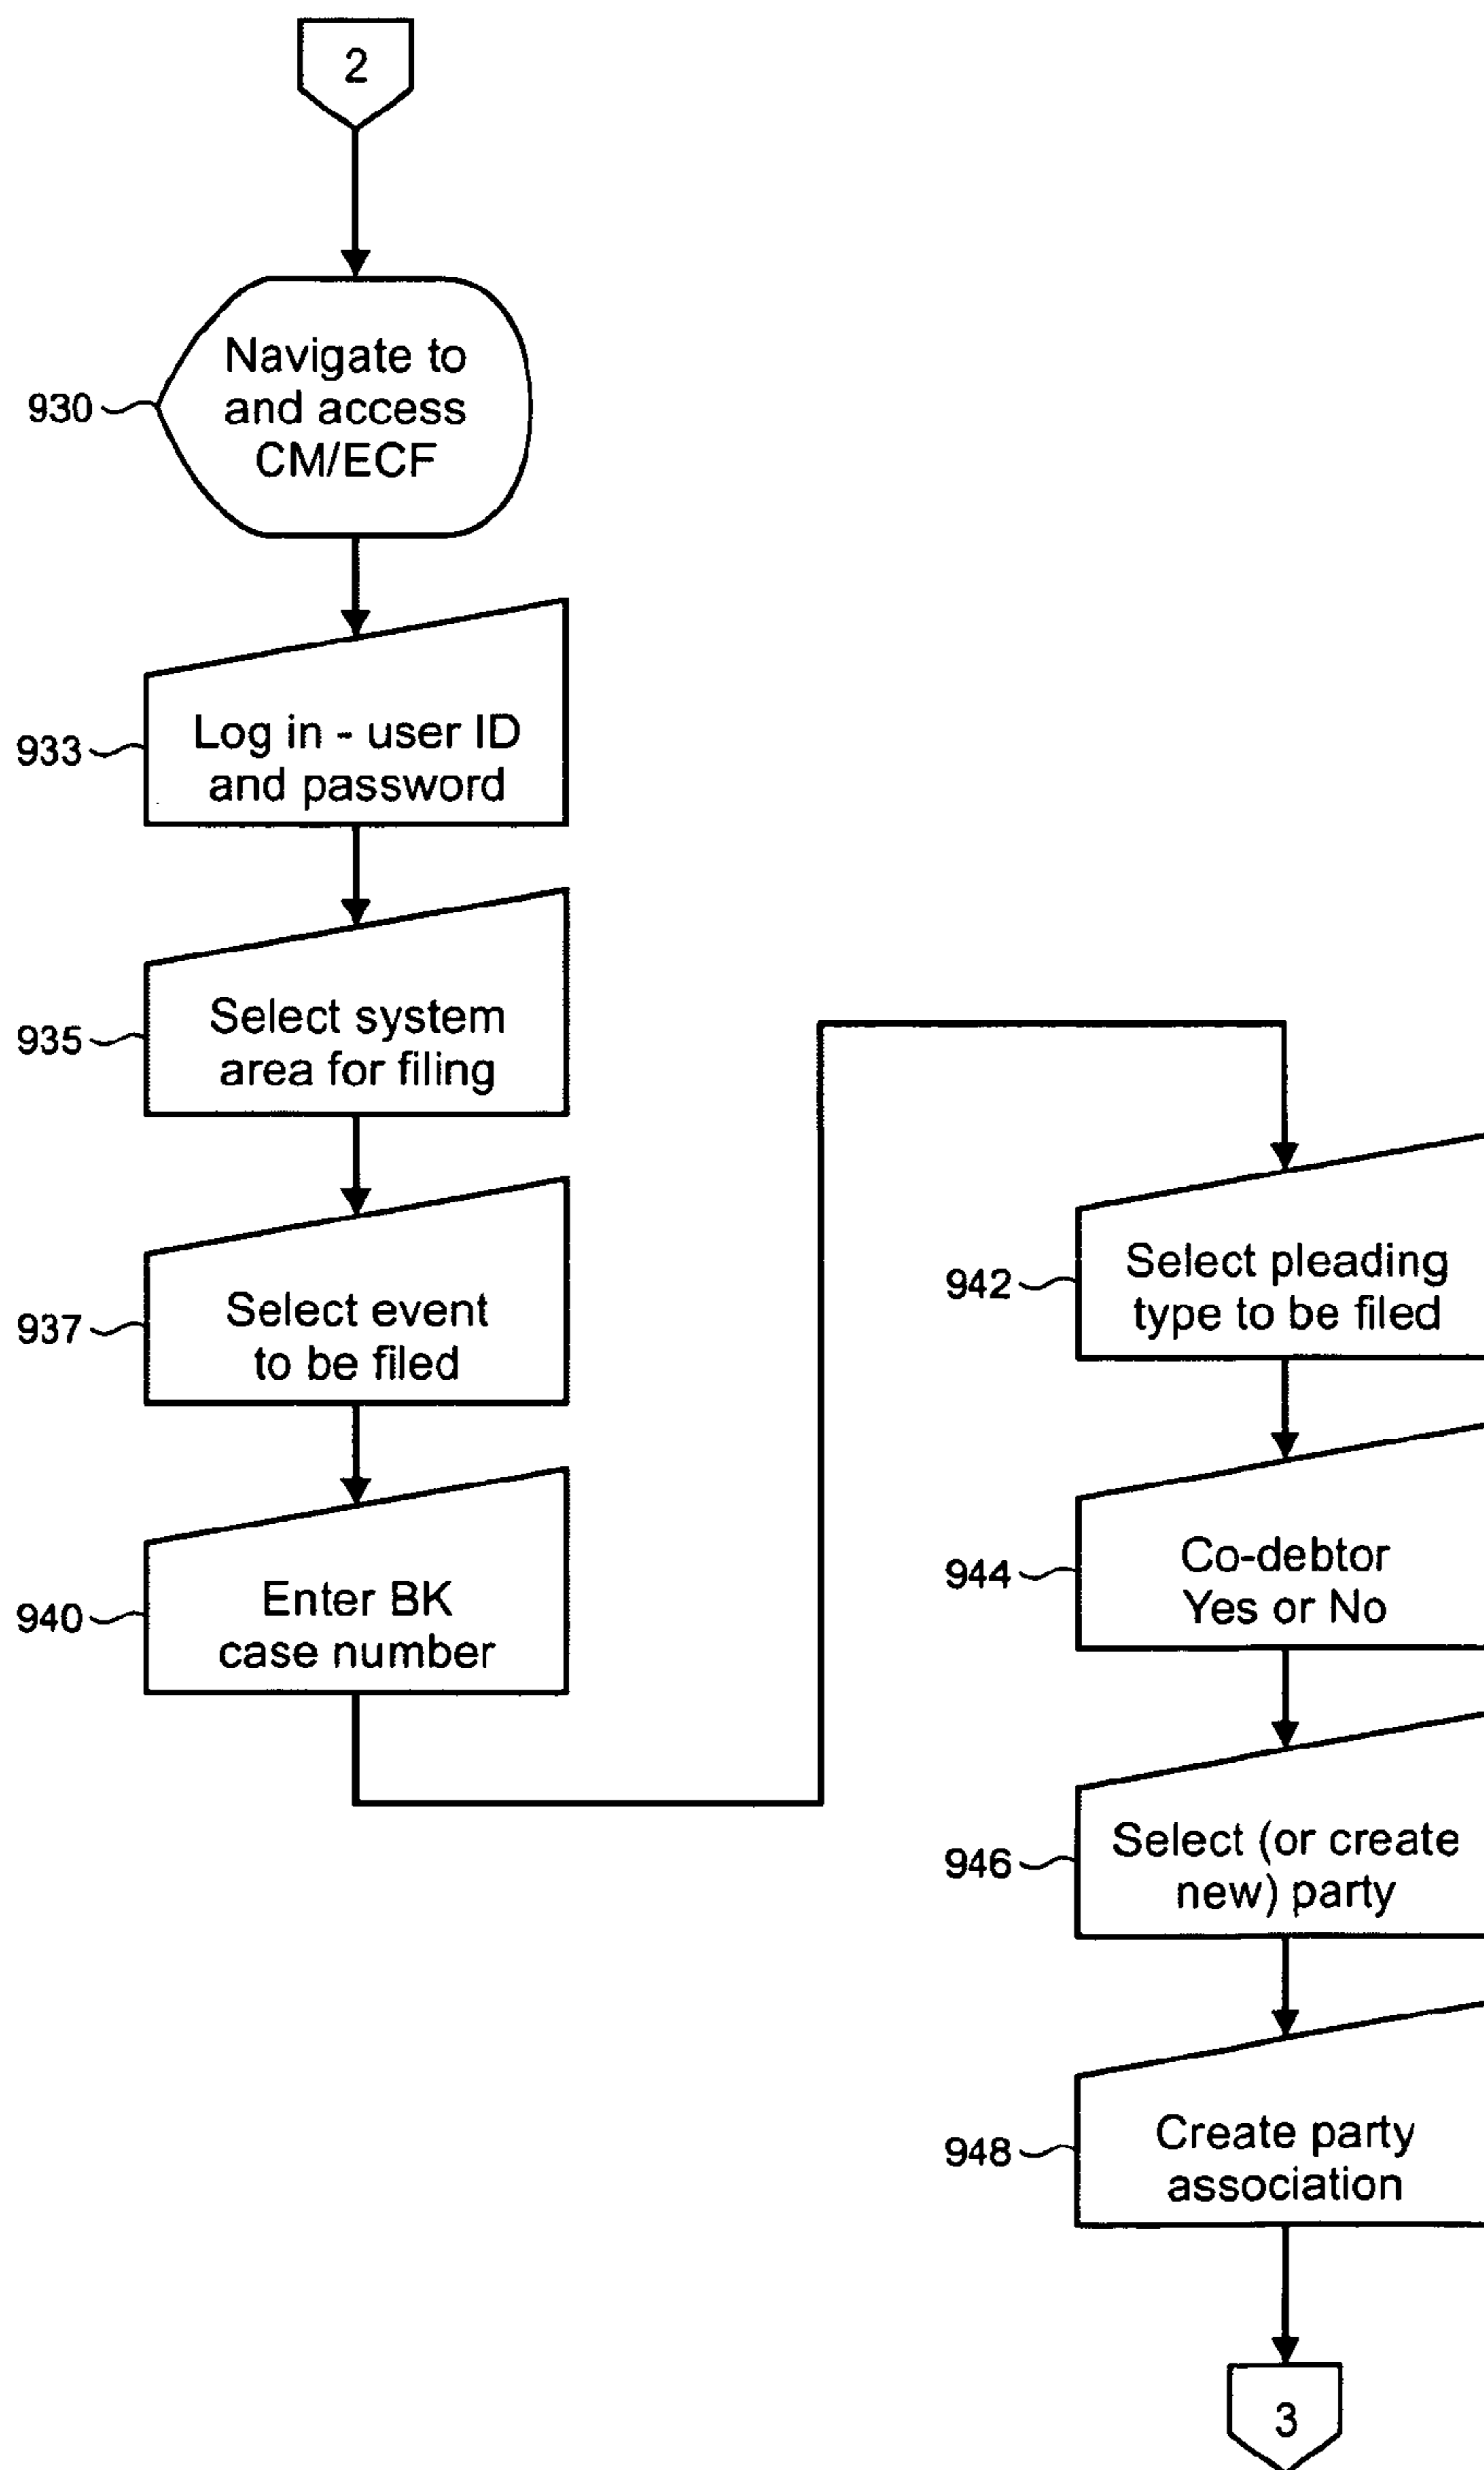 2
930
Navigate to
and access
CM/ECF
933
Log in - user ID
and password
935
Select system
area for filing
937
Select event
to be filed
940
Enter BK
case number
942
Select pleading
type to be filed
944
Co-debtor
Yes or No
946
Select (or create
new) party
948
Create party
association
3